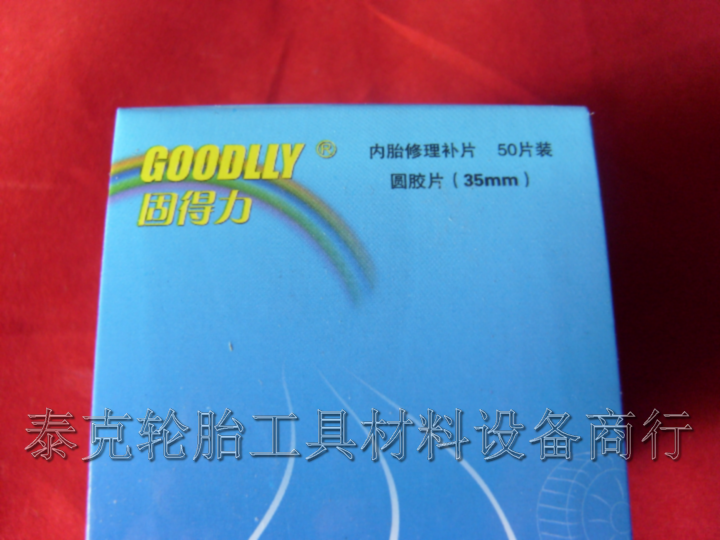 GOODLLY ®
固得力
内胎修理补片 50片装
圆胶片（35mm）
泰克轮胎工具材料设备商行